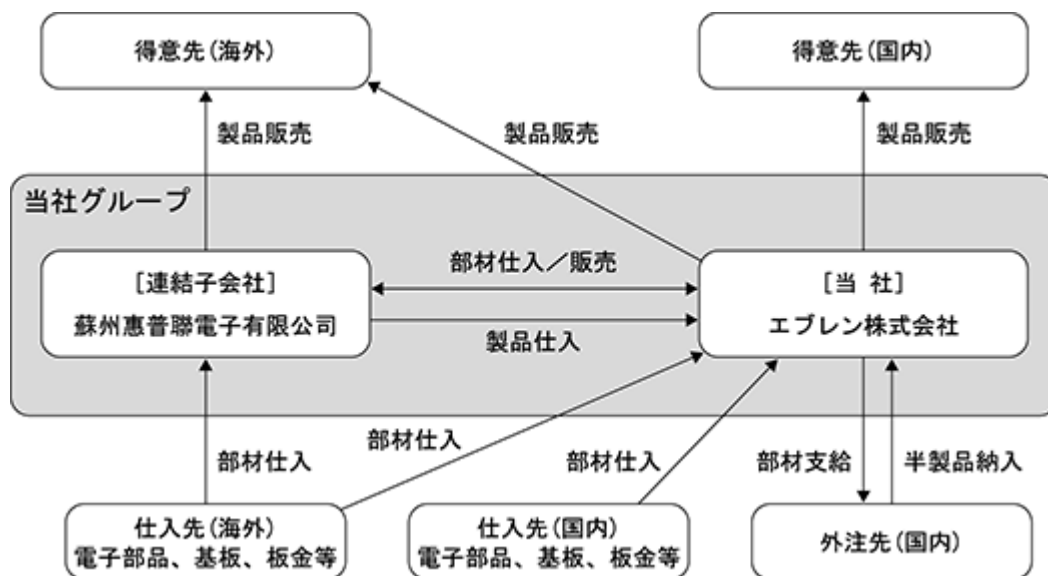 得意先(海外)
得意先(国内)
製品販売
製品販売
製品販売
当社グループ
[連結子会社]
蘇州惠普聯電子有限公司
部材仕入／販売
製品仕入
[当 社]
エブレン株式会社
部材仕入
部材仕入
部材仕入
部材支給
半製品納入
仕入先(海外)
電子部品、基板、板金等
仕入先(国内)
電子部品、基板、板金等
外注先(国内)